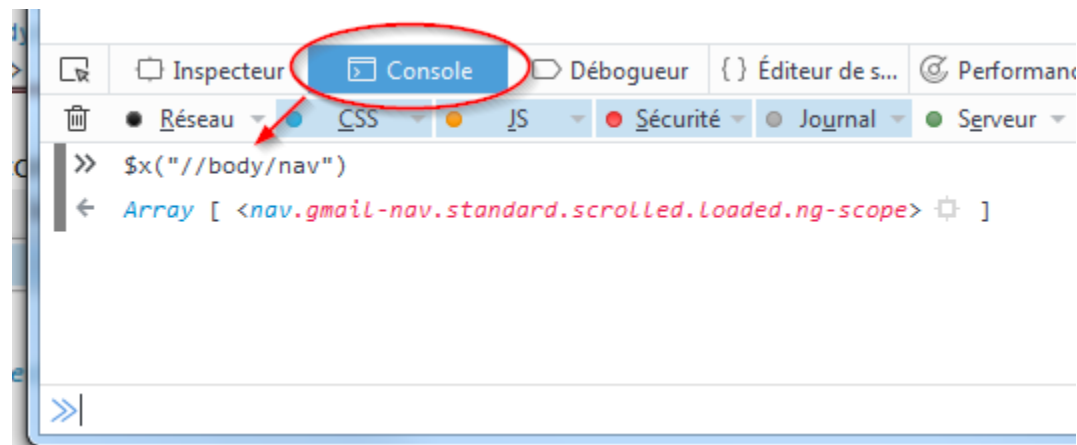 Inspecteur Console Débogueur { } Éditeur de s... Performanc
Réseau CSS JS Sécurité Journal Serveur
» $x("//body/nav")
← Array [ <nav.gmail-nav.standard.scrolled.loaded.ng-scope> ]
»